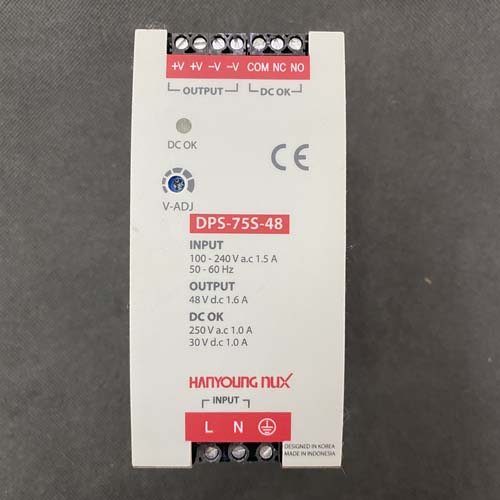 +V +V -V -V COM NC NO
OUTPUT DC OK
DC OK
CE
V-ADJ
DPS-75S-48
INPUT
100 - 240 V a.c 1.5 A
50 - 60 Hz
OUTPUT
48 V d.c 1.6 A
DC OK
250 V a.c 1.0 A
30 V d.c 1.0 A
HANYOUNG NUX
INPUT
L N
DESIGNED IN KOREA
MADE IN INDONESIA